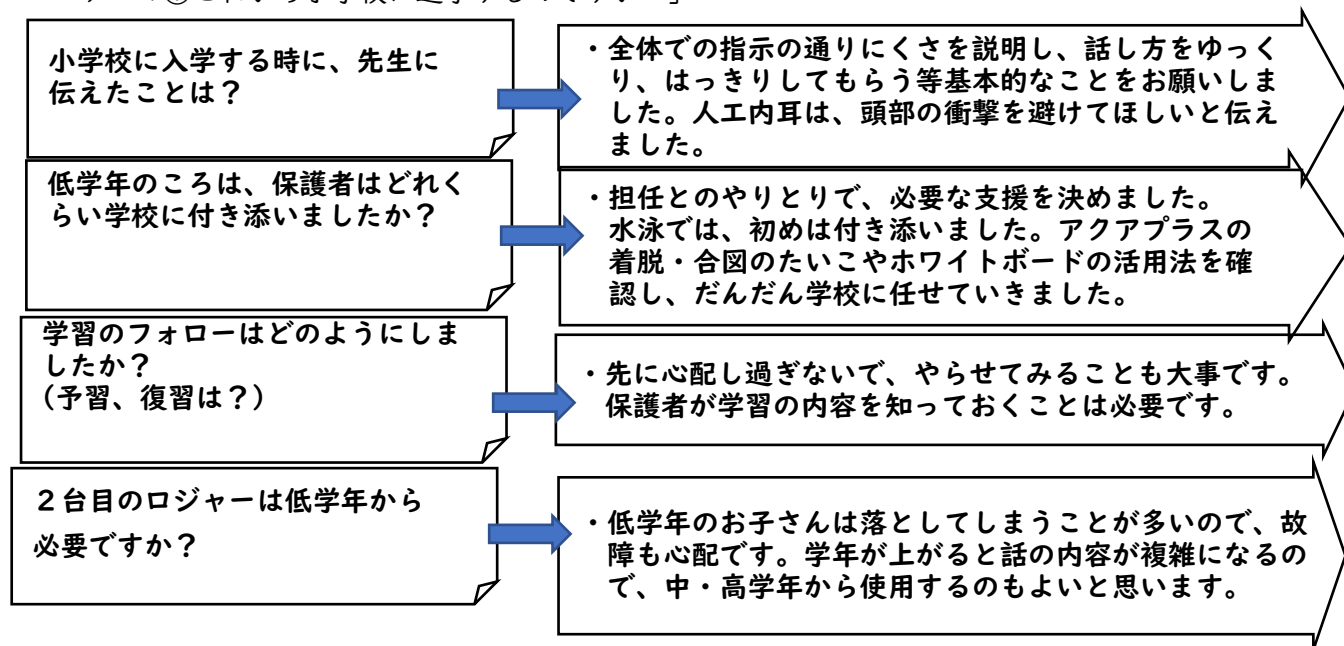 小学校に入学する時に、先生に
伝えたことは？
・全体での指示の通りにくさを説明し、話し方をゆっく
り、はっきりしてもらう等基本的なことをお願いしま
した。人工内耳は、頭部の衝撃を避けてほしいと伝え
ました。
低学年のころは、保護者はどれく
らい学校に付き添いましたか？
・担任とのやりとりで、必要な支援を決めました。
水泳では、初めは付き添いました。アクアプラスの
着脱・合図のたいこやホワイトボードの活用法を確
認し、だんだん学校に任せていきました。
学習のフォローはどのようにしま
したか？
(予習、復習は？)
・先に心配し過ぎないで、やらせてみることも大事です。
保護者が学習の内容を知っておくことは必要です。
２台目のロジャーは低学年から
必要ですか？
・低学年のお子さんは落としてしまうことが多いので、故
障も心配です。学年が上がると話の内容が複雑になるの
で、中・高学年から使用するのもよいと思います。